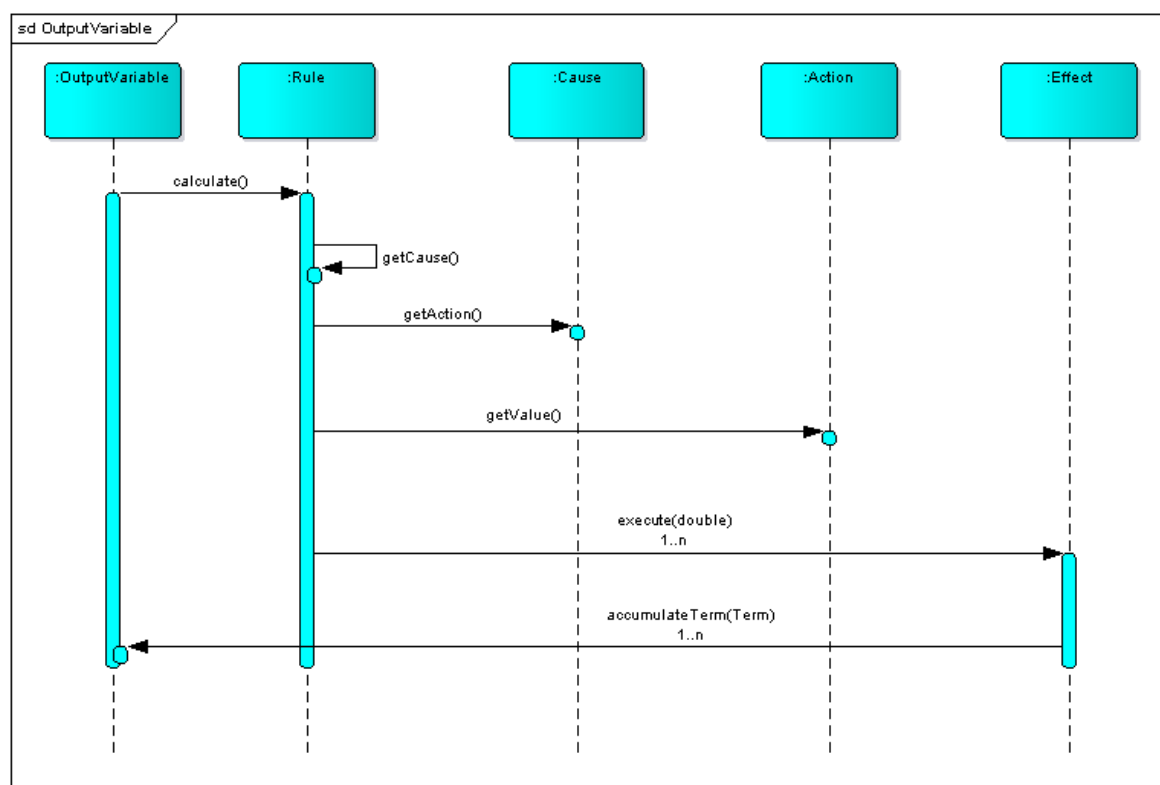 sd OutputVariable
:OutputVariable
:Rule
:Cause
:Action
:Effect
calculate()
getCause()
getAction()
getValue()
execute(double)
1..n
accumulateTerm(Term)
1..n